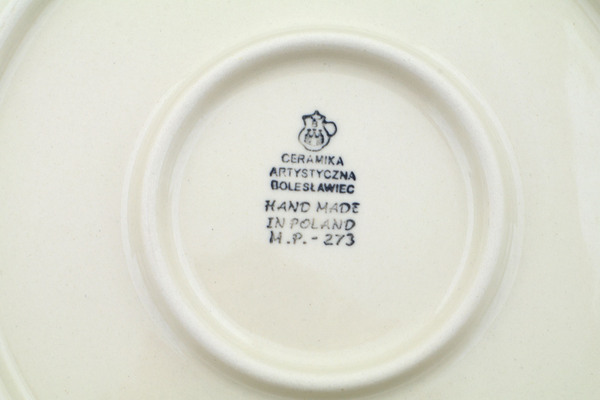 CERAMIKA
ARTYSTYCZNA
BOLESŁAWIEC
HAND MADE
IN POLAND
M.P.-273